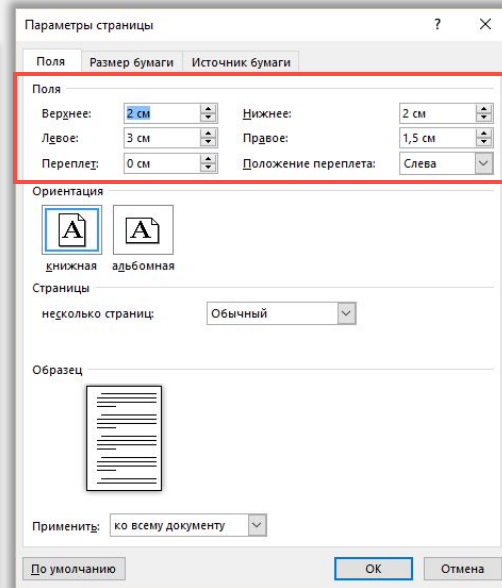 Параметры страницы ? ×
Поля Размер бумаги Источник бумаги
Поля
Верхнее: 2 см Нижнее: 2 см
Левое: 3 см Правое: 1,5 см
Переплет: 0 см Положение переплета: Слева
Ориентация
A A
книжная альбомная
Страницы
несколько страниц: Обычный
Образец
Применить: ко всему документу
По умолчанию ОК Отмена